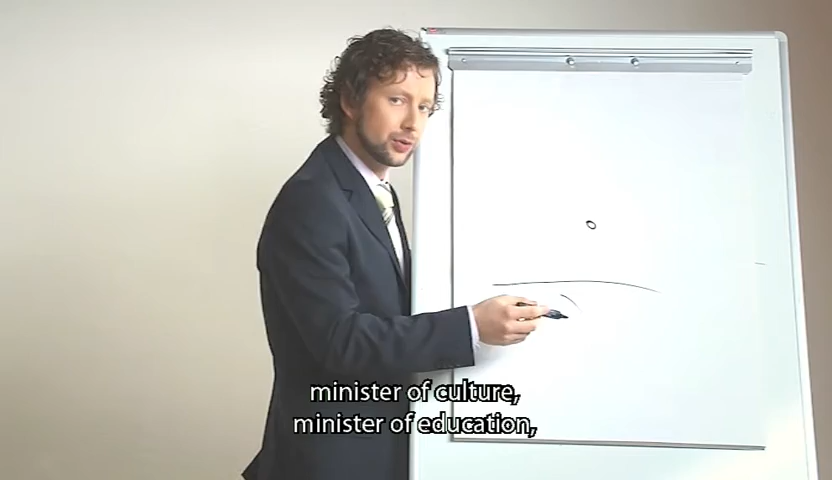 minister of culture,
minister of education,